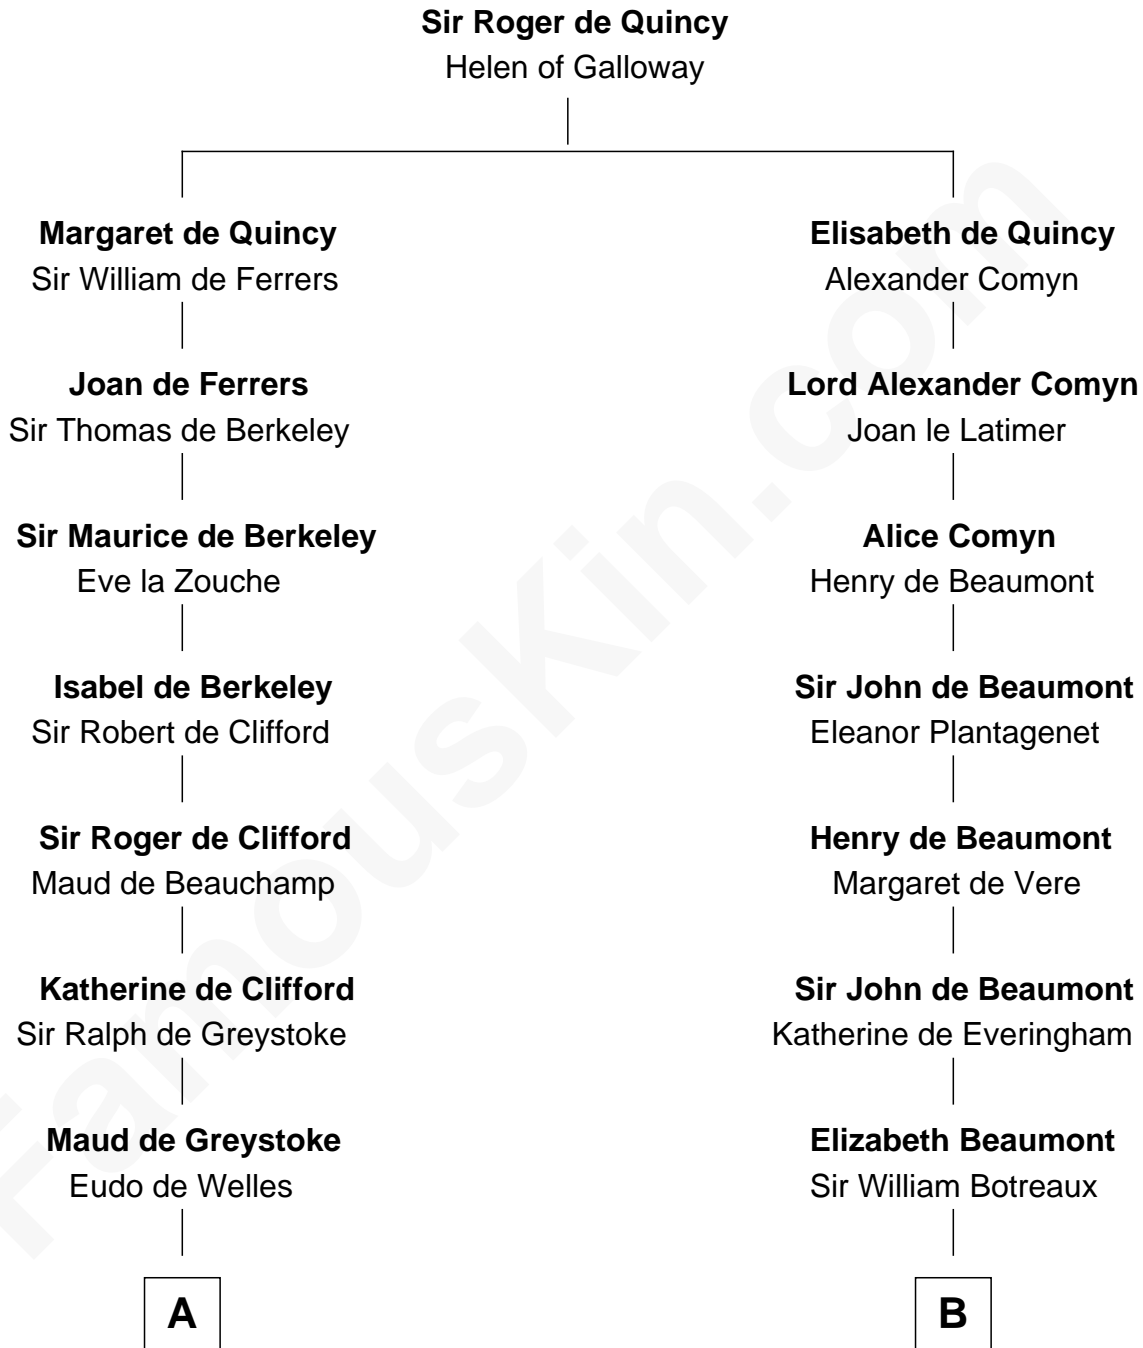 Sir Roger de Quincy
Helen of Galloway
Margaret de Quincy
Sir William de Ferrers
Elisabeth de Quincy
Alexander Comyn
Joan de Ferrers
Sir Thomas de Berkeley
Lord Alexander Comyn
Joan le Latimer
Sir Maurice de Berkeley
Eve la Zouche
Alice Comyn
Henry de Beaumont
Isabel de Berkeley
Sir Robert de Clifford
Sir John de Beaumont
Eleanor Plantagenet
Sir Roger de Clifford
Maud de Beauchamp
Henry de Beaumont
Margaret de Vere
Katherine de Clifford
Sir Ralph de Greystoke
Sir John de Beaumont
Katherine de Everingham
Maud de Greystoke
Eudo de Welles
Elizabeth Beaumont
Sir William Botreaux
A
B
FamousKin.com